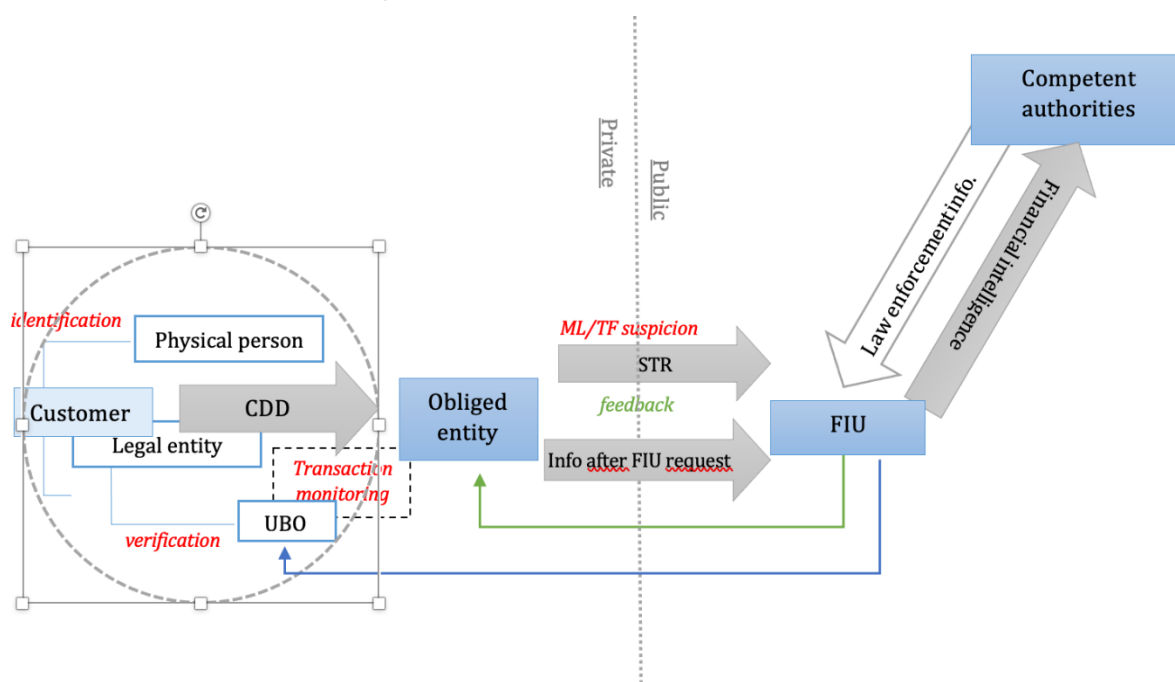 Competent
authorities
Private
Public
Law enforcement info.
Financial intelligence
identification
Physical person
ML/TF suspicion
STR
Customer
CDD
Obliged
entity
feedback
FIU
Legal entity
Info after FIU request
Transaction
monitoring
UBO
verification